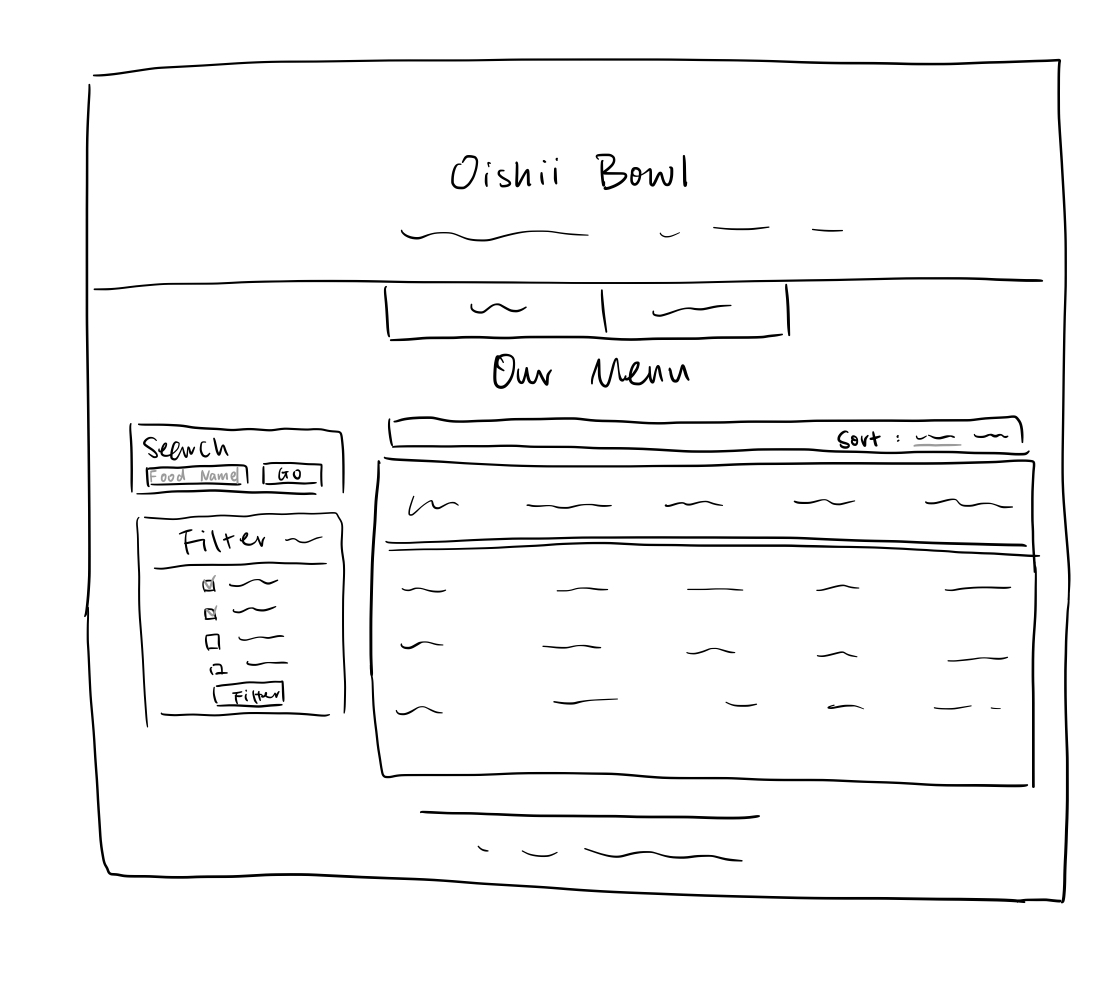 Oishii Bowl
Our Menu
Search
Food Name
GO
Sort :
Filter
Filter